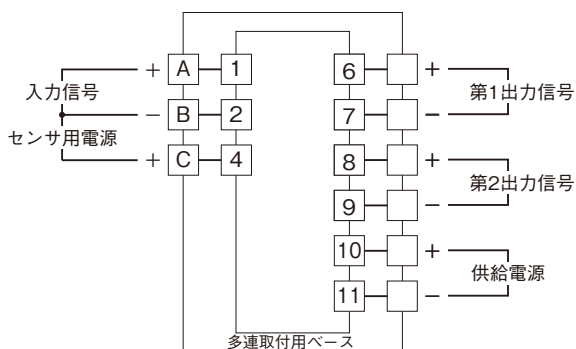 + A 1 6 +
入力信号 第1出力信号
− B 2 7 −
センサ用電源
+ C 4 8 +
第2出力信号
9 −
10 +
供給電源
11 −
多連取付用ベース